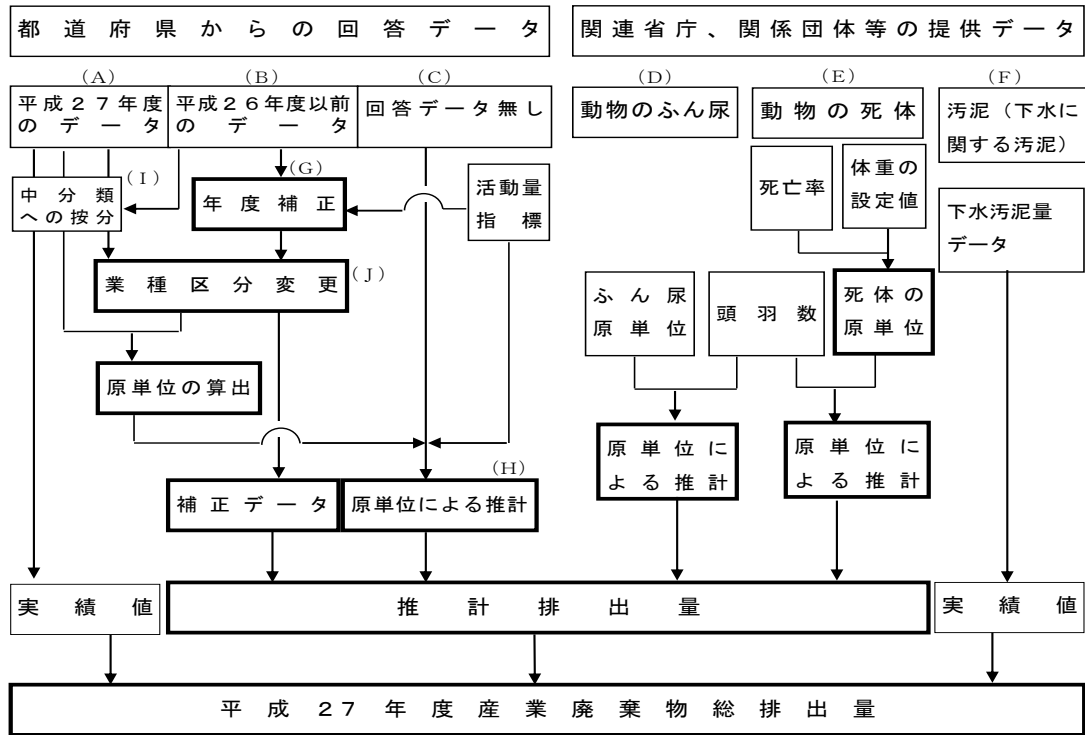 都道府県からの回答データ
関連省庁、関係団体等の提供データ
(A)
(B)
(C)
(D)
(E)
(F)
平成27年度
のデータ
平成26年度以前
のデータ
回答データ無し
動物のふん尿
動物の死体
汚泥(下水に
関する汚泥)
(I)
中分類
への按分
(G)
年度補正
活動量
指標
死亡率
体重の
設定値
下水汚泥量
データ
業種区分変更
(J)
ふん尿
原単位
頭羽数
死体の
原単位
原単位の算出
原単位に
よる推計
原単位に
よる推計
(H)
補正データ
原単位による推計
実績値
推計排出量
実績値
平成27年度産業廃棄物総排出量